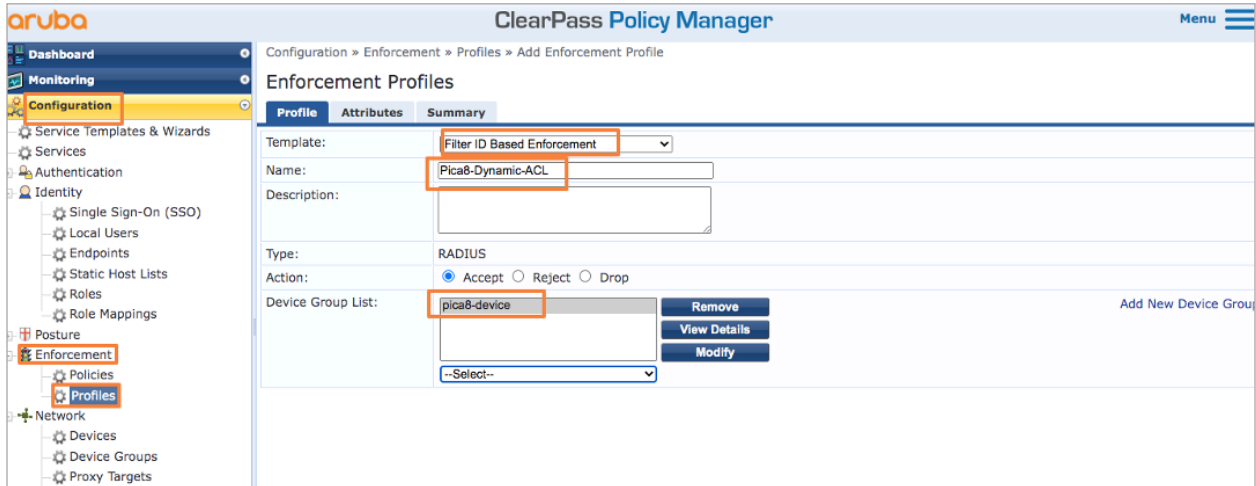 aruba
ClearPass Policy Manager
Menu
Dashboard
Monitoring
Configuration
Service Templates & Wizards
Services
Authentication
Identity
Single Sign-On (SSO)
Local Users
Endpoints
Static Host Lists
Roles
Role Mappings
Posture
Enforcement
Policies
Profiles
Network
Devices
Device Groups
Proxy Targets
Configuration » Enforcement » Profiles » Add Enforcement Profile
Enforcement Profiles
Profile Attributes Summary
Template: Filter ID Based Enforcement
Name: Pica8-Dynamic-ACL
Description:
Type: RADIUS
Action: Accept Reject Drop
Device Group List: pica8-device Remove Add New Device Group
View Details
Modify
--Select--